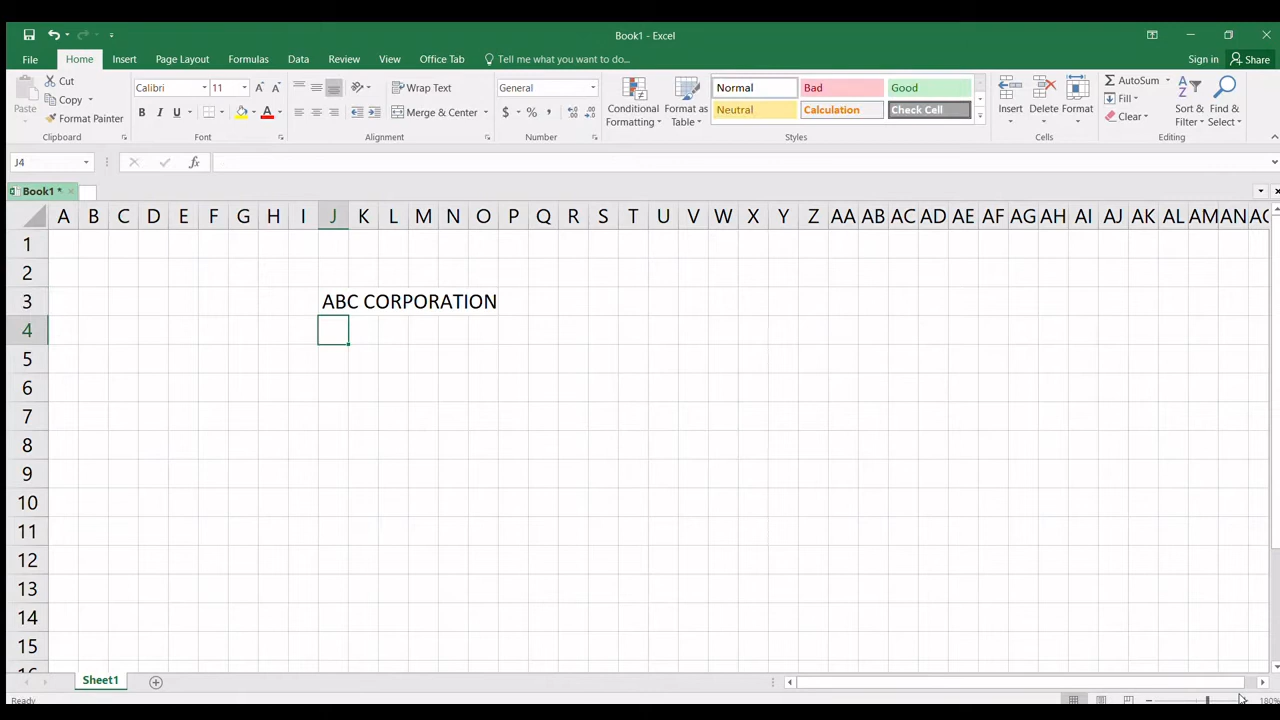 Book1 - Excel
File Home Insert Page Layout Formulas Data Review View Office Tab Tell me what you want to do... Sign in Share
Paste Cut Copy Format Painter Clipboard
Calibri 11 B I U A Font
Wrap Text Merge & Center Alignment
General $ % , Number
Conditional Formatting Format as Table Normal Bad Good Neutral Calculation Check Cell Styles
Insert Delete Format Cells
AutoSum Fill Clear Sort & Filter Find & Select Editing
J4 fx
Book1 *
A B C D E F G H I J K L M N O P Q R S T U V W X Y Z AA AB AC AD AE AF AG AH AI AJ AK AL AM AN
1
2
3 ABC CORPORATION
4
5
6
7
8
9
10
11
12
13
14
15
Sheet1
Ready 180%